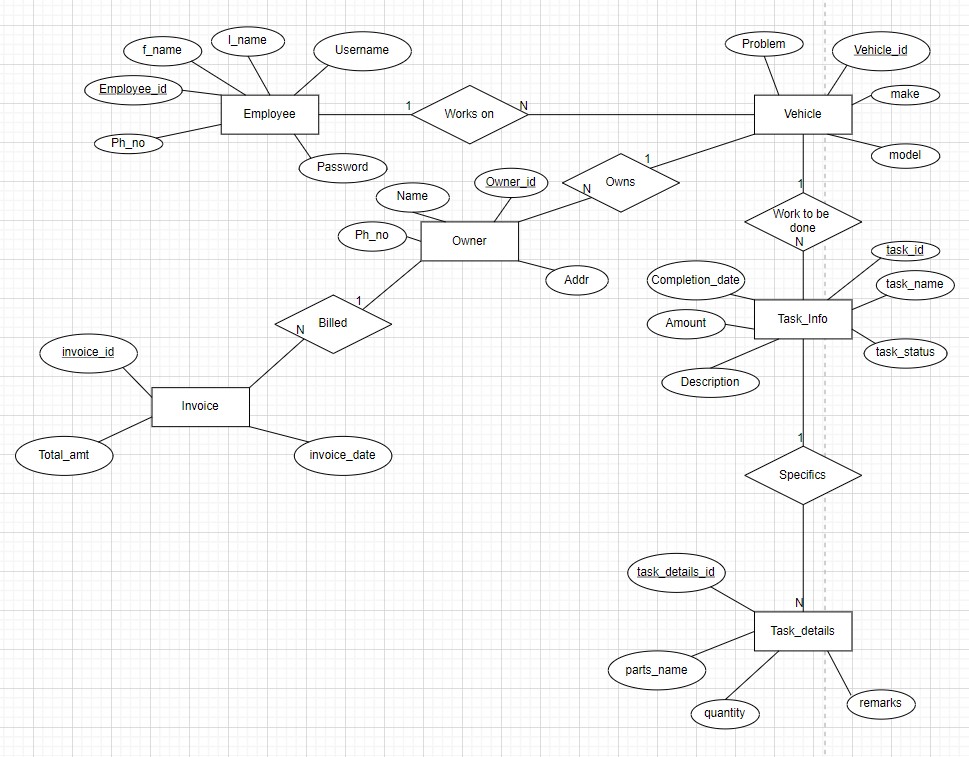 l_name
f_name
Username
Problem
Vehicle_id
Employee_id
make
Employee
1
Works on
N
Vehicle
Ph_no
model
Password
1
Owner_id
Owns
N
1
Name
Work to be
done
N
Ph_no
Owner
task_id
Addr
Completion_date
task_name
1
Billed
N
Amount
Task_Info
invoice_id
task_status
Description
Invoice
1
Total_amt
invoice_date
Specifics
task_details_id
N
Task_details
parts_name
quantity
remarks